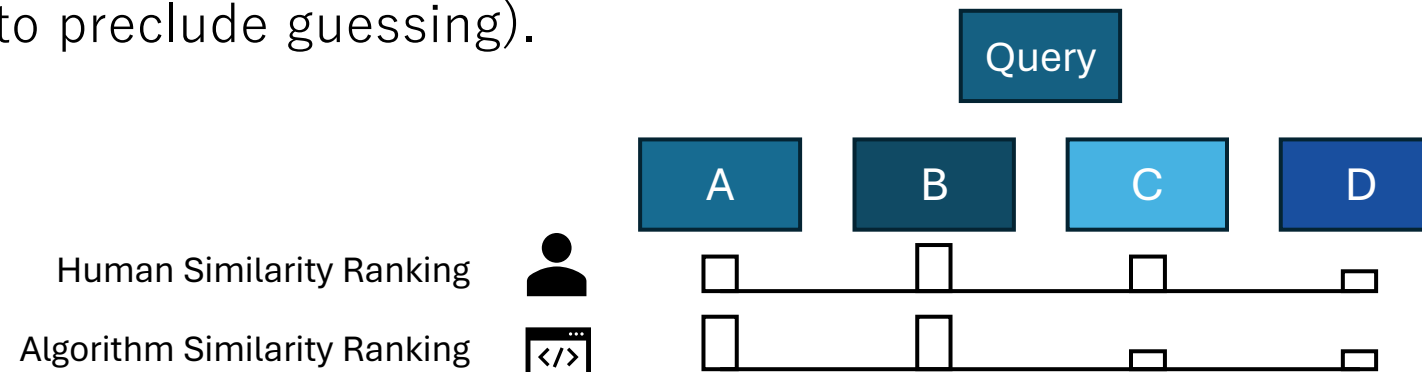 to preclude guessing).
Query
A B C D
Human Similarity Ranking
Algorithm Similarity Ranking
</>